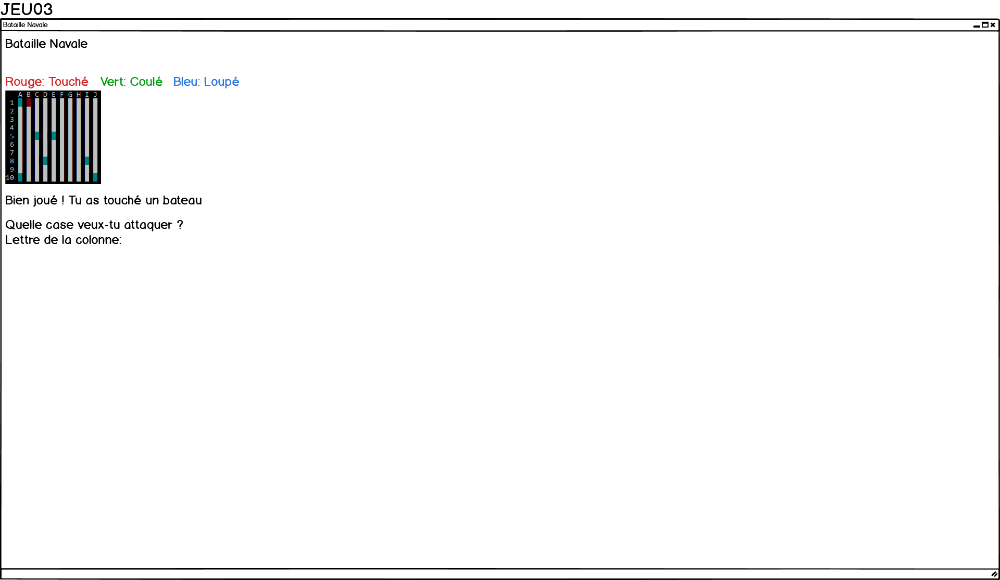 JEU03
Bataille Navale
Bataille Navale
Rouge: Touché Vert: Coulé Bleu: Loupé
A B C D E F G H I J
1
2
3
4
5
6
7
8
9
10
Bien joué ! Tu as touché un bateau
Quelle case veux-tu attaquer ?
Lettre de la colonne: